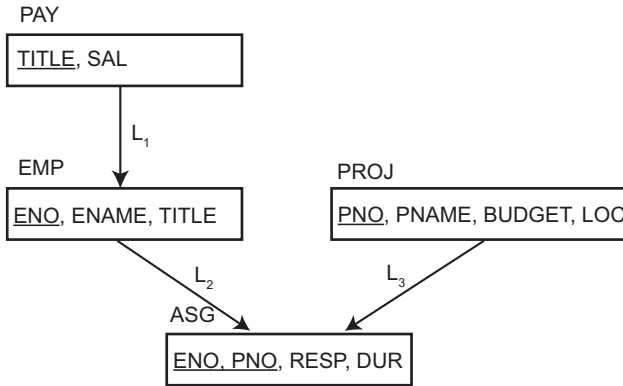 PAY
TITLE, SAL
L1
EMP
PROJ
ENO, ENAME, TITLE
PNO, PNAME, BUDGET, LOC
L2
L3
ASG
ENO, PNO, RESP, DUR